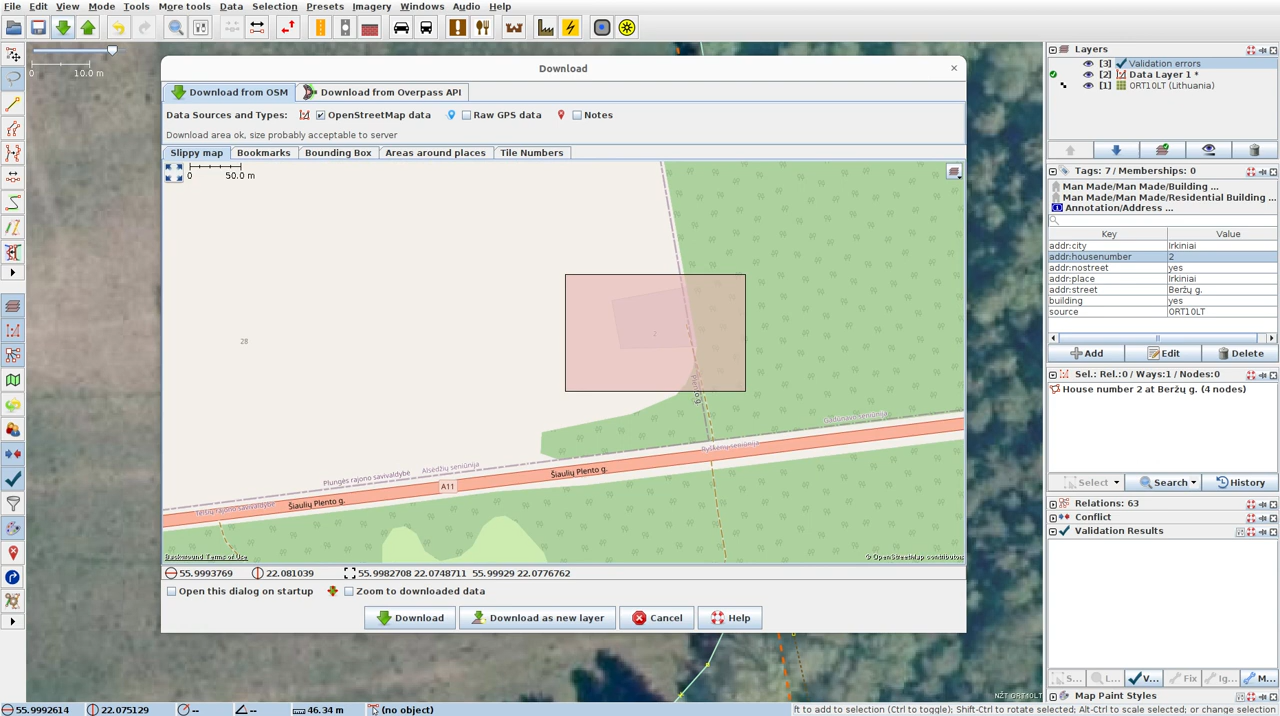 File Edit View Mode Tools More tools Data Selection Presets Imagery Windows Audio Help
0 10.0 m
Download
Download from OSM Download from Overpass API
Data Sources and Types: OpenStreetMap data Raw GPS data Notes
Download area ok, size probably acceptable to server
Slippy map Bookmarks Bounding Box Areas around places Tile Numbers
0 50.0 m
28
2
Plento g.
Gadūnavo seniūnija
Ryškėnų seniūnija
Alsėdžių seniūnija
Plungės rajono savivaldybė
Šiaulių Plento g.
A11
Telšių rajono savivaldybė
Šiaulių Plento g.
Background Terms of Use
© OpenStreetMap contributors
55.9993769 22.081039 55.9982708 22.0748711 55.99929 22.0776762
Open this dialog on startup Zoom to downloaded data
Download Download as new layer Cancel Help
NŽT ORT10LT
Layers
[3] Validation errors
[2] Data Layer 1 *
[1] ORT10LT (Lithuania)
Tags: 7 / Memberships: 0
Man Made/Man Made/Building ...
Man Made/Man Made/Residential Building ...
Annotation/Address ...
Key Value
addr:city Irkiniai
addr:housenumber 2
addr:nostreet yes
addr:place Irkiniai
addr:street Beržų g.
building yes
source ORT10LT
Add Edit Delete
Sel.: Rel.:0 / Ways:1 / Nodes:0
House number 2 at Beržų g. (4 nodes)
Select Search History
Relations: 63
Conflict
Validation Results
S... L... V... Fix Ig... M...
Map Paint Styles
55.9992614 22.075129 -- -- 46.34 m (no object)
ft to add to selection (Ctrl to toggle); Shift-Ctrl to rotate selected; Alt-Ctrl to scale selected; or change selection